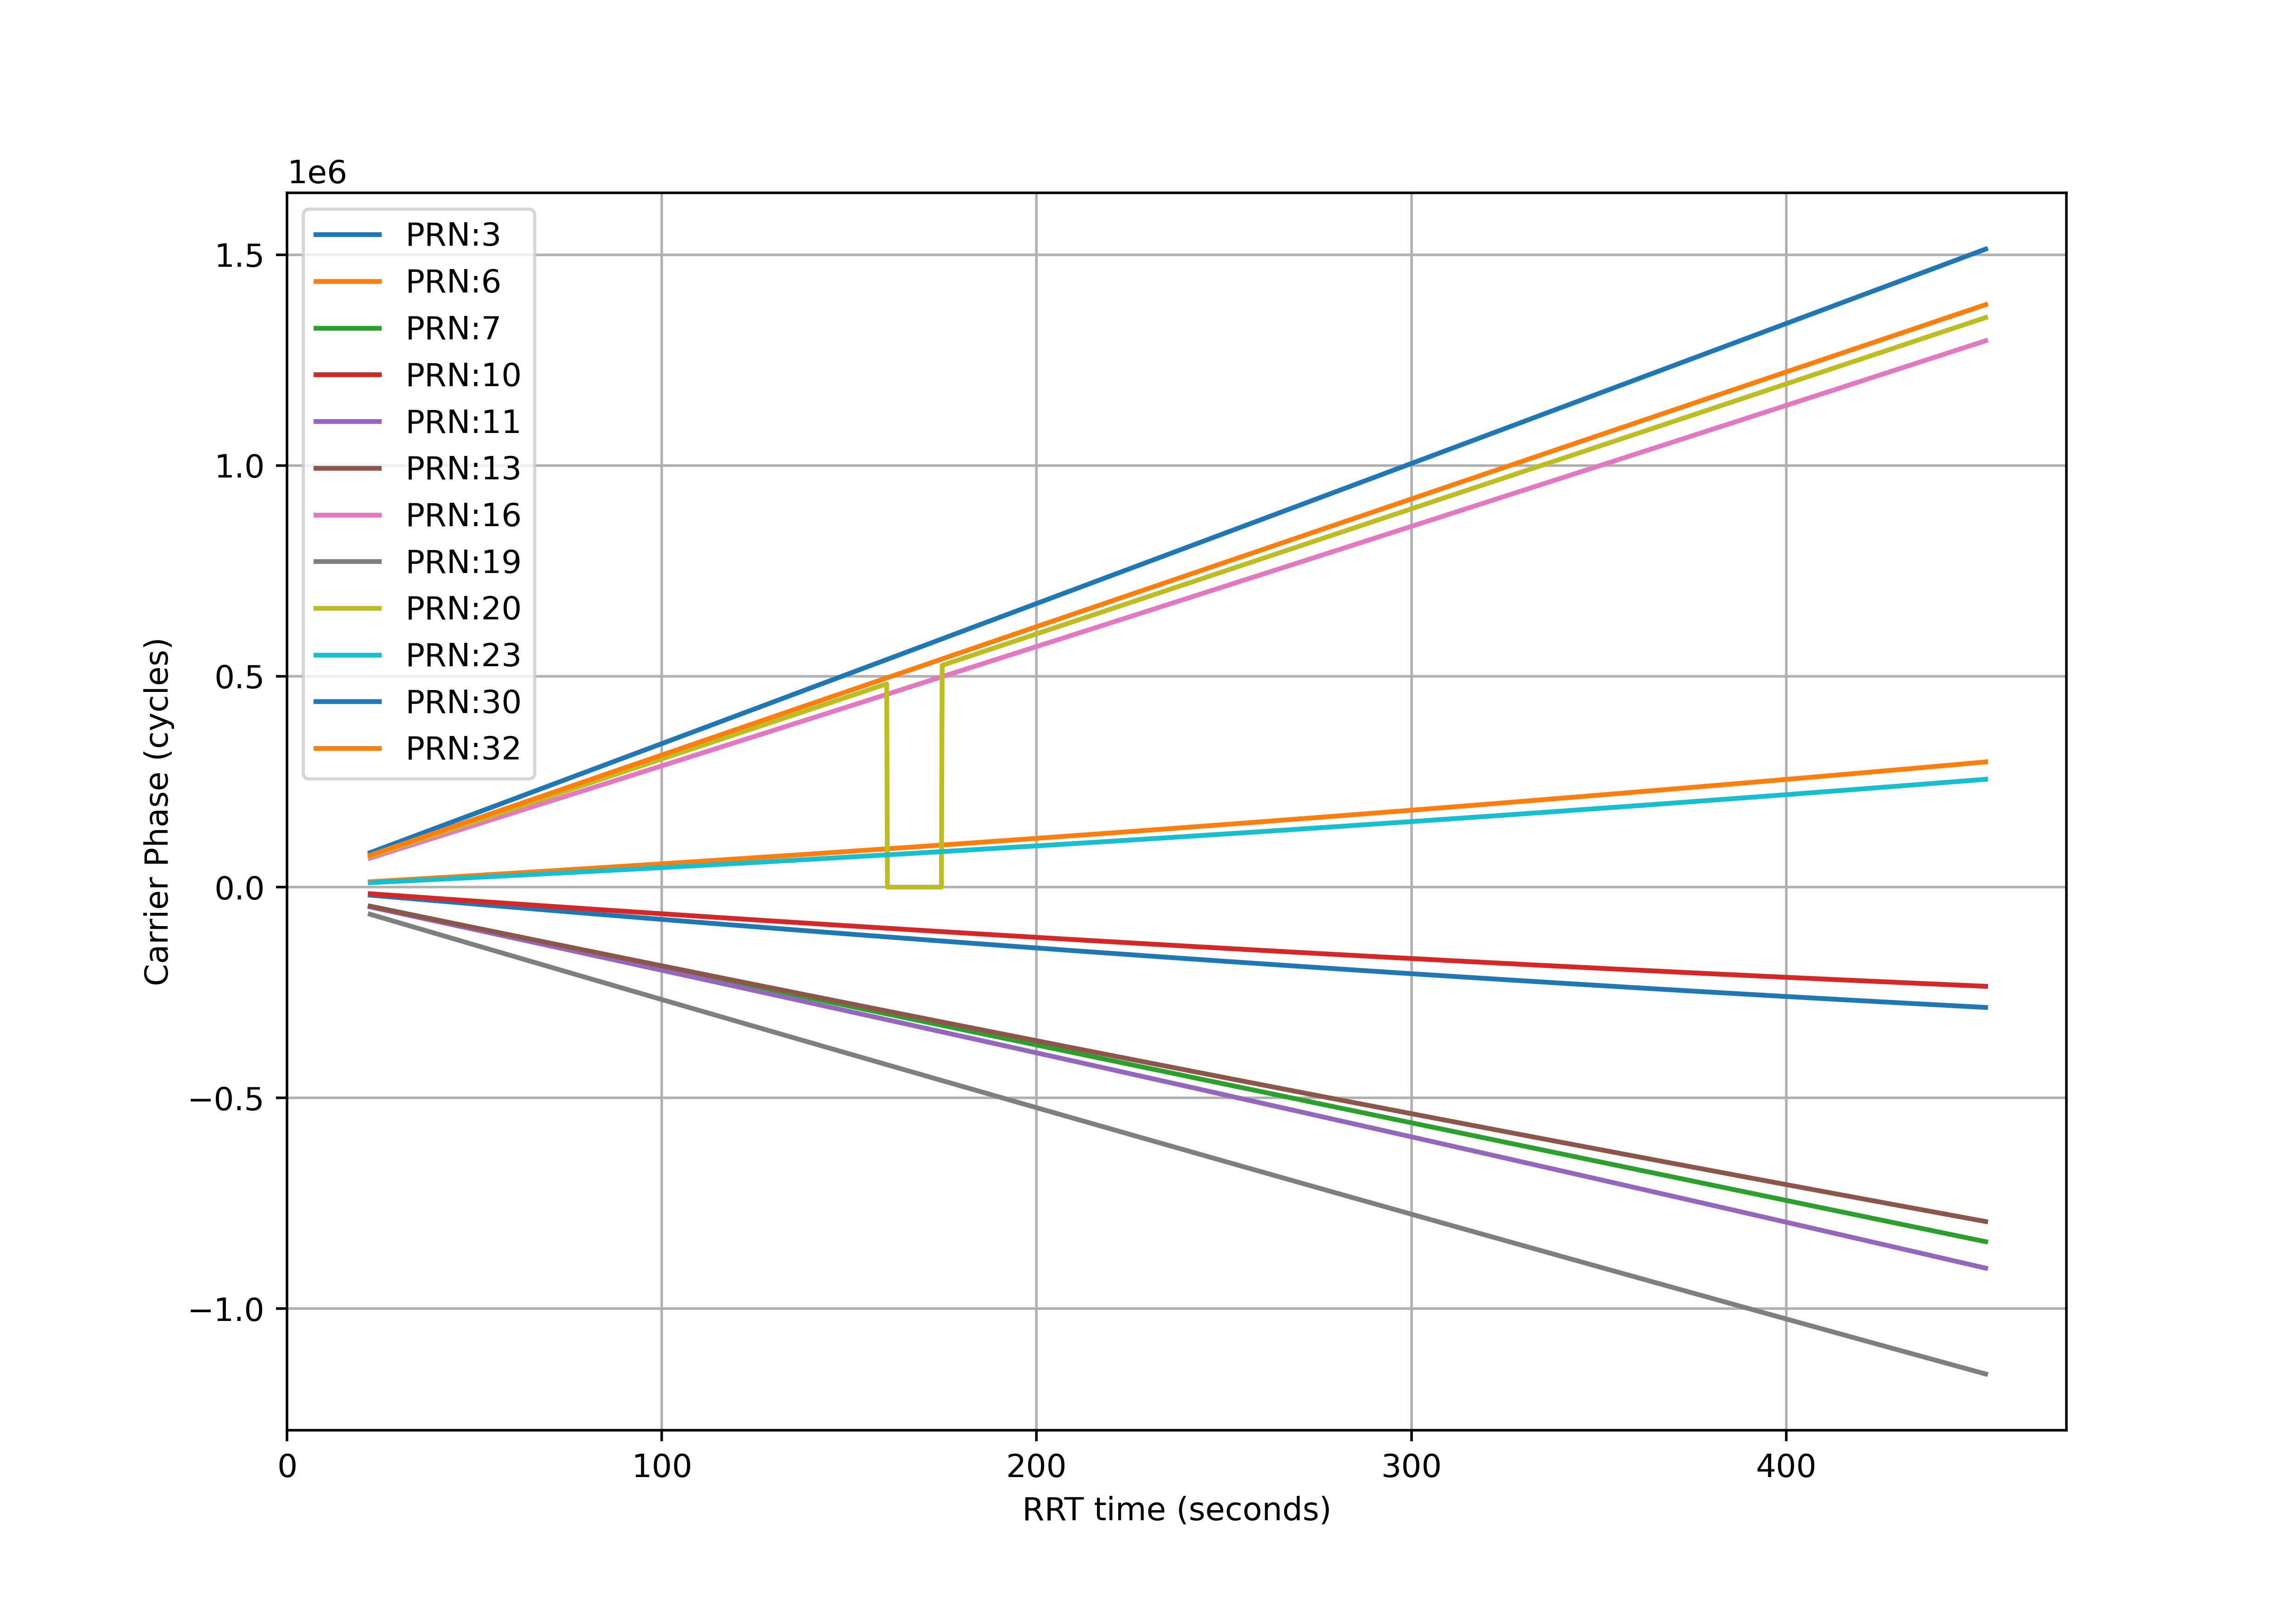 1e6
1.5
1.0
0.5
0.0
−0.5
−1.0
Carrier Phase (cycles)
PRN:3
PRN:6
PRN:7
PRN:10
PRN:11
PRN:13
PRN:16
PRN:19
PRN:20
PRN:23
PRN:30
PRN:32
0 100 200 300 400
RRT time (seconds)